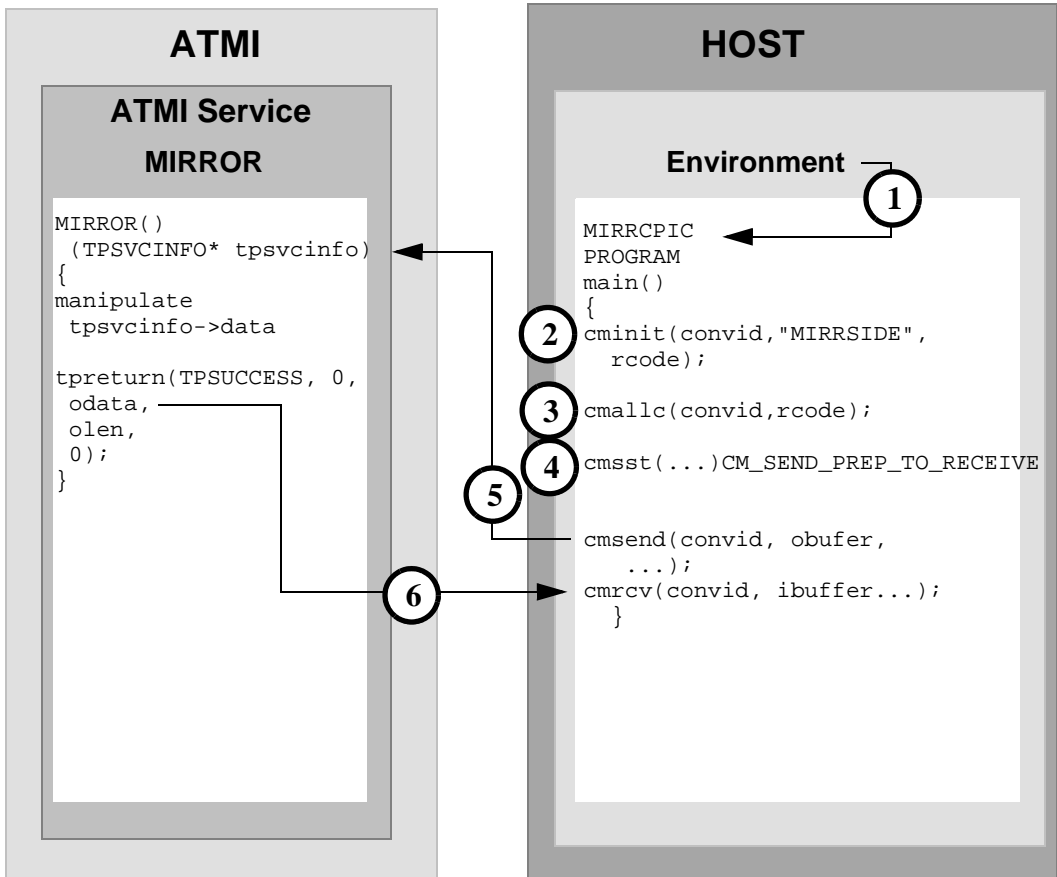 ATMI
ATMI Service
MIRROR
MIRROR()
(TPSVCINFO* tpsvcinfo)
{
manipulate
tpsvcinfo->data
tpreturn(TPSUCCESS, 0,
odata,
olen,
0);
}
HOST
Environment
1
MIRRCPIC
PROGRAM
main()
{
2
cminit(convid,"MIRRSIDE",
rcode);
3
cmallc(convid,rcode);
4
cmsst(...)CM_SEND_PREP_TO_RECEIVE
5
cmsend(convid, obufer,
...);
6
cmrcv(convid, ibuffer...);
}